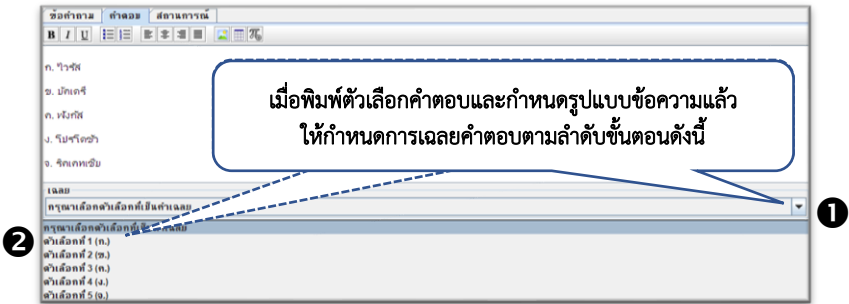 ข้อคำถาม คำตอบ สถานการณ์
B I U
ก. ไวรัส
ข. บักเตรี
ค. ฟังกัส
ง. โปรโตซัว
จ. ริกเกตเซีย
เมื่อพิมพ์ตัวเลือกคำตอบและกำหนดรูปแบบข้อความแล้ว
ให้กำหนดการเฉลยคำตอบตามลำดับขั้นตอนดังนี้
เฉลย
กรุณาเลือกตัวเลือกที่เป็นคำเฉลย
1
2
กรุณาเลือกตัวเลือกที่เป็นคำเฉลย
ตัวเลือกที่ 1 (ก.)
ตัวเลือกที่ 2 (ข.)
ตัวเลือกที่ 3 (ค.)
ตัวเลือกที่ 4 (ง.)
ตัวเลือกที่ 5 (จ.)